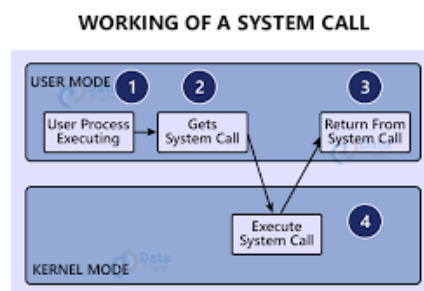 WORKING OF A SYSTEM CALL
USER MODE
1
2
3
User Process
Executing
Gets
System Call
Return From
System Call
Execute
System Call
4
KERNEL MODE
Data